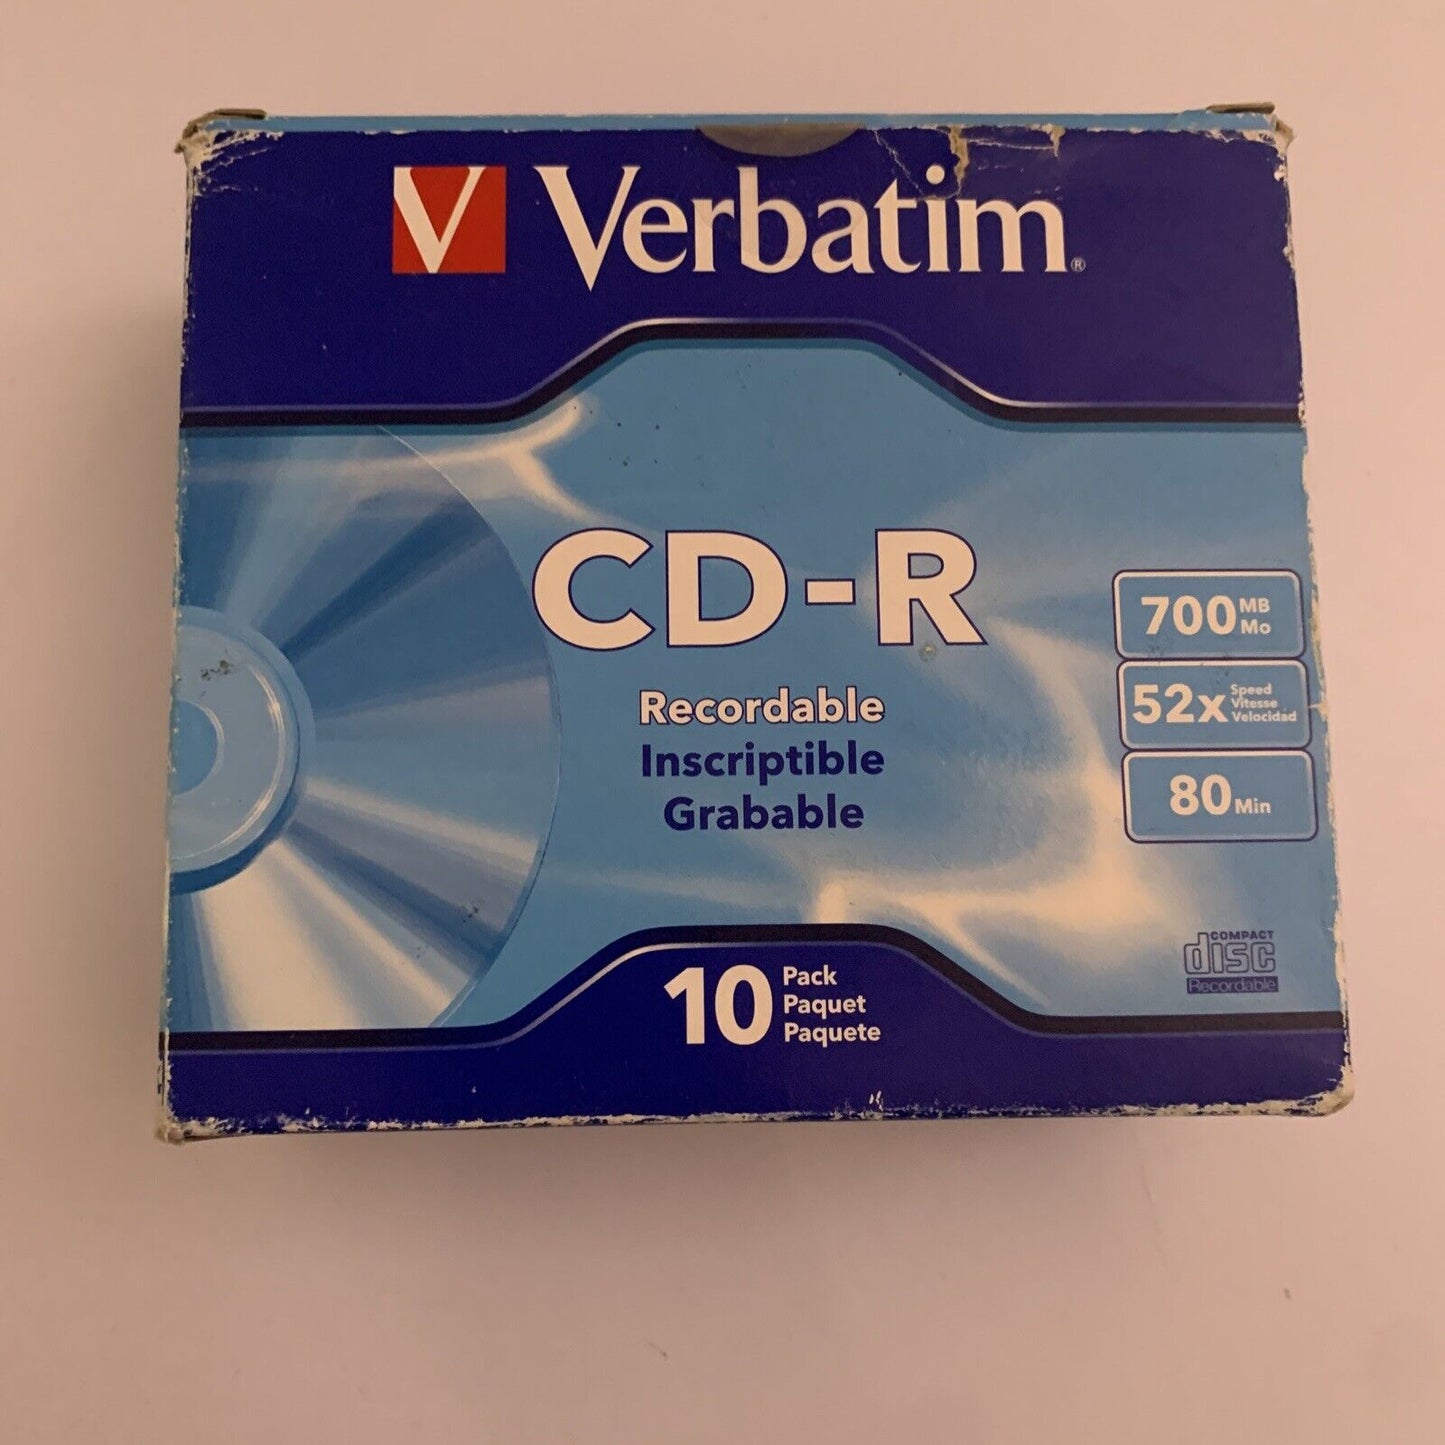 V Verbatim®
CD-R
Recordable
Inscriptible
Grabable
700 MB
Mo
52x Speed
Vitesse
Velocidad
80 Min
10 Pack
Paquet
Paquete
COMPACT
disc
Recordable